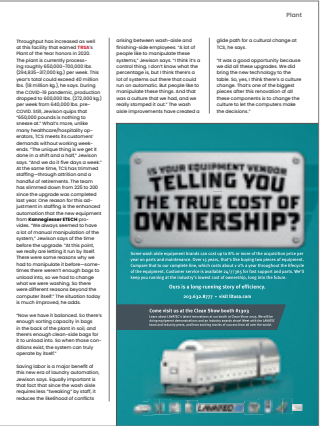 Plant
Throughput has increased as well
at this facility that earned TRSA's
Plant of the Year honors in 2020.
The plant is currently process-
ing roughly 650,000–700,000 lbs.
(294,835–317,000 kg.) per week. This
year's total could exceed 40 million
lbs. (18 million kg.), he says. During
the COVID-19 pandemic, production
dropped to 600,000 lbs. (272,000 kg.)
per week from 640,000 lbs. pre-
COVID. Still, Jewison quips that
"650,000 pounds is nothing to
sneeze at." What's more, unlike
many healthcare/hospitality op-
erators, TCS meets its customers'
demands without working week-
ends. "The unique thing is we get it
done in a shift and a half," Jewison
says. "And we do it five days a week."
At the same time, TCS has trimmed
staffing—through attrition and a
handful of retirements. The team
has slimmed down from 225 to 200
since the upgrade was completed
last year. One reason for this ad-
justment in staffing is the enhanced
automation that the new equipment
from Kannegiesser ETECH pro-
vides. "We always seemed to have
a lot of manual manipulation of the
system," Jewison says of the time
before the upgrade. "At this point,
we really are letting it run by itself.
There were some reasons why we
had to manipulate it before—some-
times there weren't enough bags to
unload into, so we had to change
what we were washing. So there
were different reasons beyond the
computer itself." The situation today
is much improved, he adds.
"Now we have it balanced. So there's
enough sorting capacity in bags
in the back of the plant in soil, and
there's enough clean-side bags for
it to unload into. So when those con-
ditions exist, the system can truly
operate by itself."
Saving labor is a major benefit of
this new era of laundry automation,
Jewison says. Equally important is
that fact that since the wash aisle
requires less "tweaking" by staff, it
reduces the likelihood of conflicts
arising between wash-aisle and
finishing-side employees. "A lot of
people like to manipulate these
systems," Jewison says. "I think it's a
control thing. I don't know what the
percentage is, but I think there's a
lot of systems out there that could
run on automatic. But people like to
manipulate these things. And that
was a culture that we had, and we
really stomped it out." The wash
aisle improvements have created a
glide path for a cultural change at
TCS, he says.
"It was a good opportunity because
we did all these upgrades. We did
bring the new technology to the
table. So, yes, I think there's a culture
change. That's one of the biggest
pieces after this renovation of all
these components is to change the
culture to let the computers make
the decisions."
TELL YOU
THE TRUE COST OF
OWNERSHIP?
Ours is a long-running story of efficiency.
Come visit us at the Clean Show booth #1303
LAVATEC